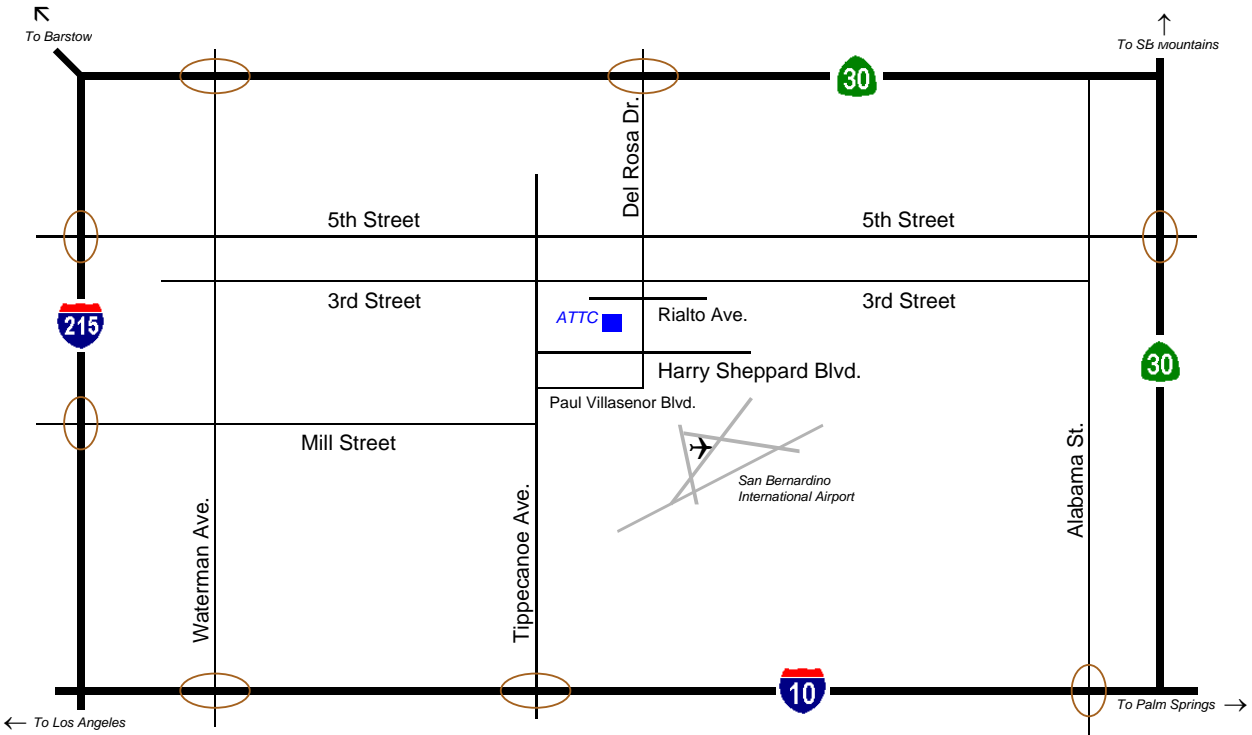 To Barstow
To SB Mountains
30
Del Rosa Dr.
5th Street
5th Street
3rd Street
3rd Street
215
ATTC
Rialto Ave.
30
Harry Sheppard Blvd.
Paul Villasenor Blvd.
Mill Street
San Bernardino
International Airport
Alabama St.
Waterman Ave.
Tippecanoe Ave.
10
← To Los Angeles
To Palm Springs →